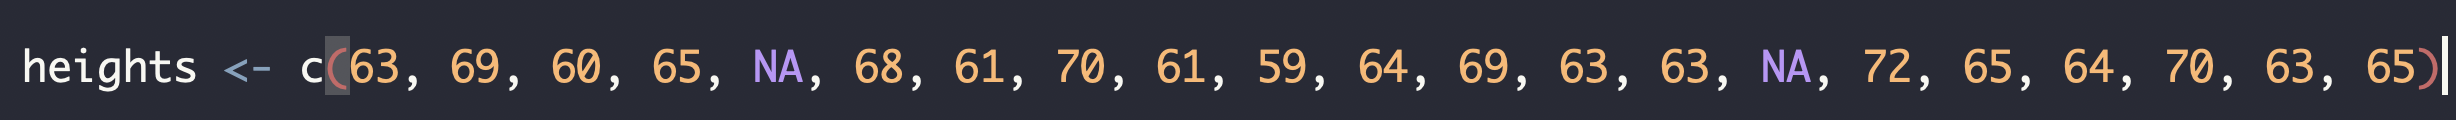 heights <- c(63, 69, 60, 65, NA, 68, 61, 70, 61, 59, 64, 69, 63, 63, NA, 72, 65, 64, 70, 63, 65)